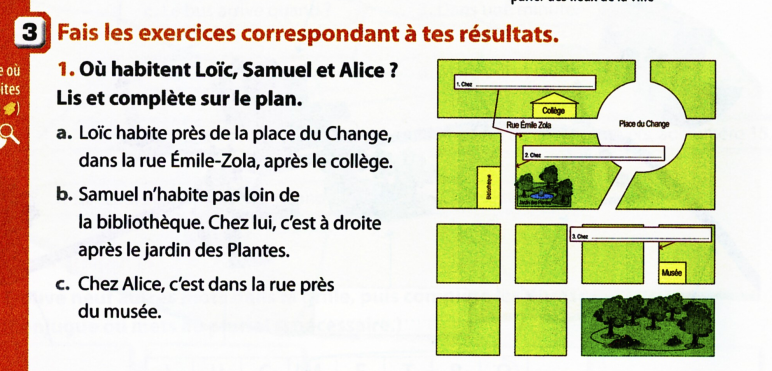 3 Fais les exercices correspondant à tes résultats.
1. Où habitent Loïc, Samuel et Alice ?
Lis et complète sur le plan.
a. Loïc habite près de la place du Change,
dans la rue Émile-Zola, après le collège.
b. Samuel n'habite pas loin de
la bibliothèque. Chez lui, c'est à droite
après le jardin des Plantes.
c. Chez Alice, c'est dans la rue près
du musée.
1. Chez
Collège
Rue Émile Zola
Place du Change
2. Chez
Bibliothèque
3. Chez
Musée